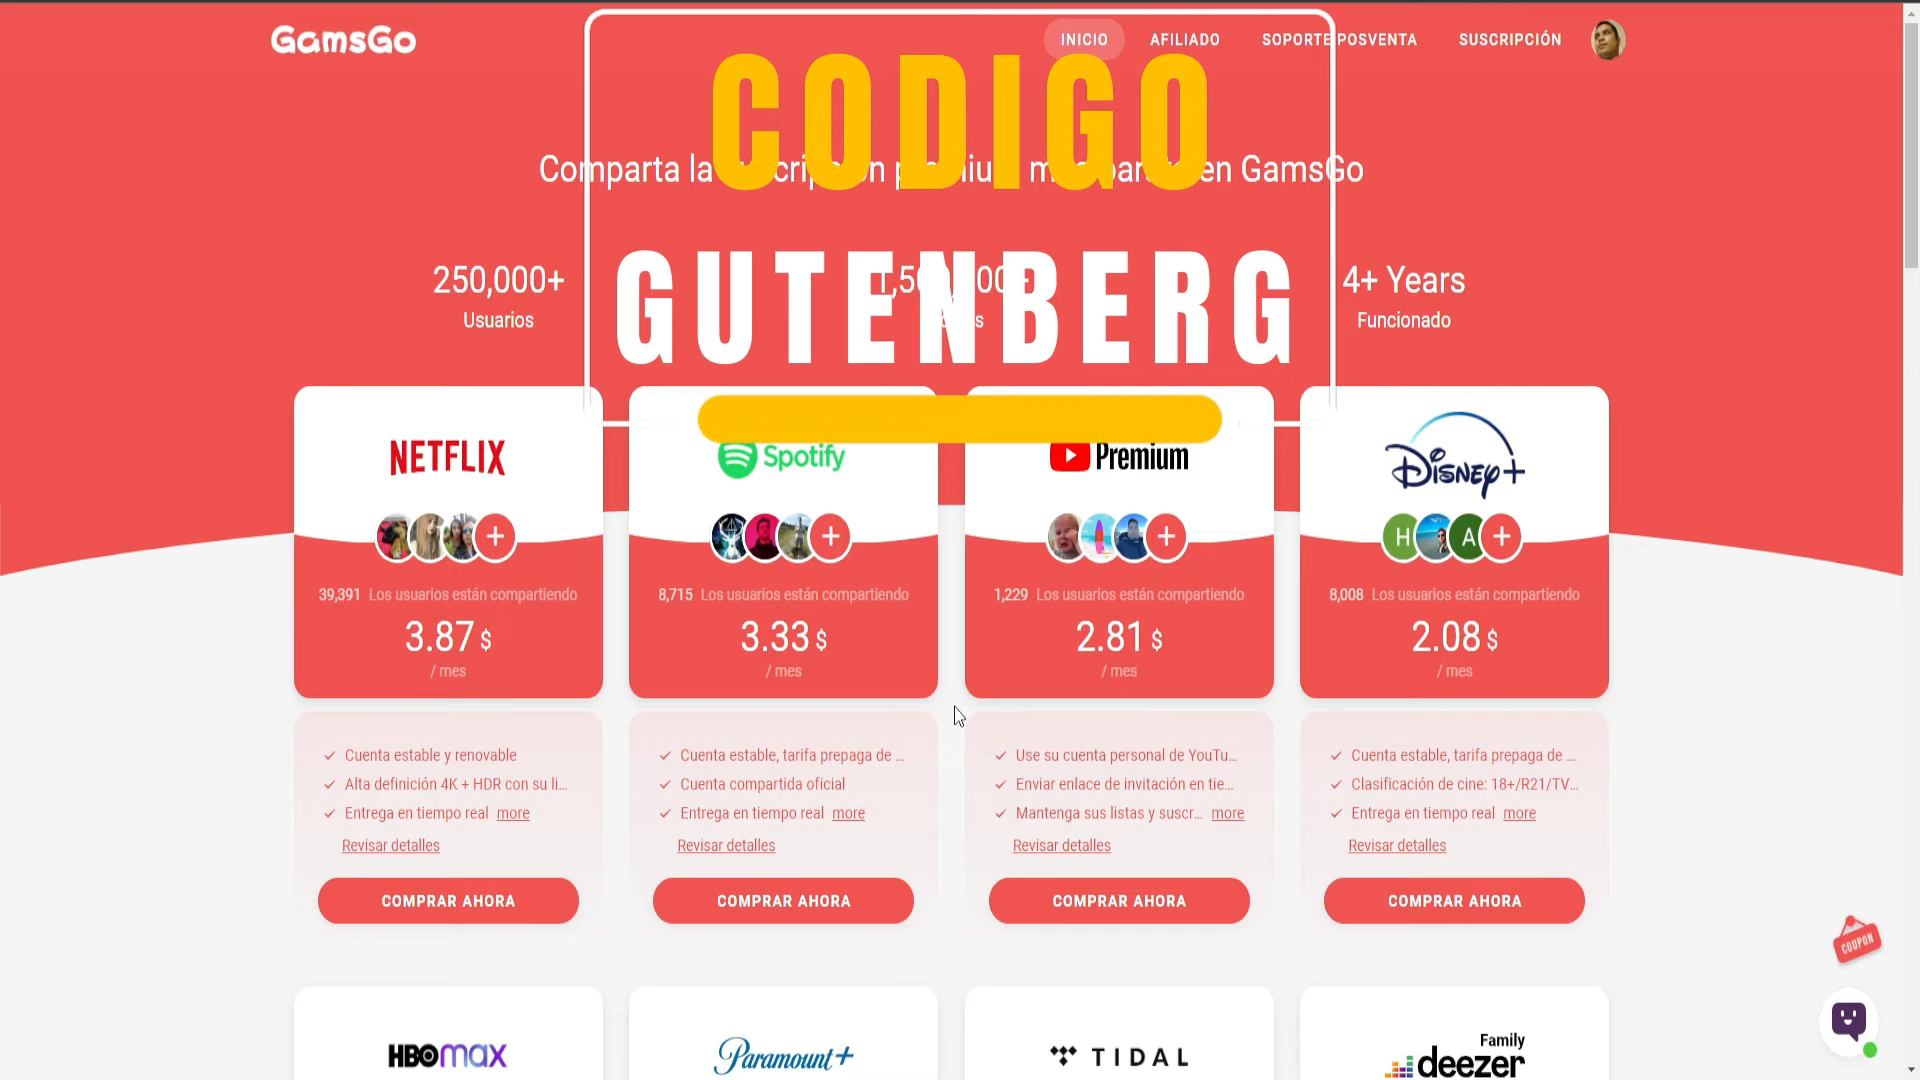 GamsGo
INICIO
AFILIADO
SOPORTE POSVENTA
SUSCRIPCIÓN
CODIGO
Comparta la en GamsGo
GUTENBERG
250,000+
Usuarios
4+ Years
Funcionado
NETFLIX
39,391 Los usuarios están compartiendo
3.87 $
/ mes
Cuenta estable y renovable
Alta definición 4K + HDR con su li...
Entrega en tiempo real more
Revisar detalles
COMPRAR AHORA
Spotify
8,715 Los usuarios están compartiendo
3.33 $
/ mes
Cuenta estable, tarifa prepaga de ...
Cuenta compartida oficial
Entrega en tiempo real more
Revisar detalles
COMPRAR AHORA
Premium
1,229 Los usuarios están compartiendo
2.81 $
/ mes
Use su cuenta personal de YouTu...
Enviar enlace de invitación en tie...
Mantenga sus listas y suscr... more
Revisar detalles
COMPRAR AHORA
Disney+
H A
8,008 Los usuarios están compartiendo
2.08 $
/ mes
Cuenta estable, tarifa prepaga de ...
Clasificación de cine: 18+/R21/TV...
Entrega en tiempo real more
Revisar detalles
COMPRAR AHORA
COUPON
HBOmax
Paramount+
TIDAL
Family
deezer